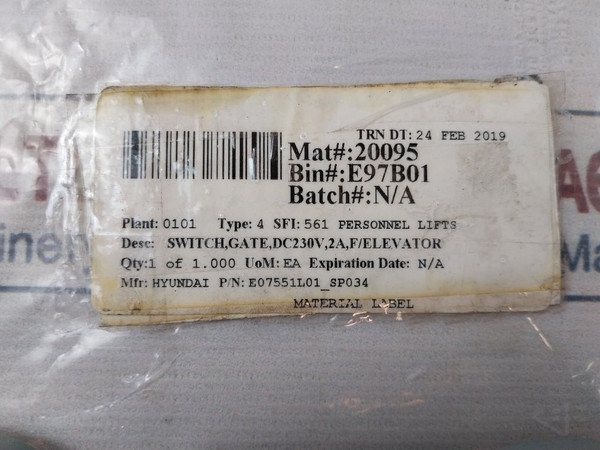 TRN DT: 24 FEB 2019
Mat#:20095
Bin#:E97B01
Batch#:N/A
Plant: 0101 Type: 4 SFI: 561 PERSONNEL LIFTS
Desc: SWITCH,GATE,DC230V,2A,F/ELEVATOR
Qty:1 of 1.000 UoM: EA Expiration Date: N/A
Mfr: HYUNDAI P/N: E07551L01_SP034
MATERIAL LABEL